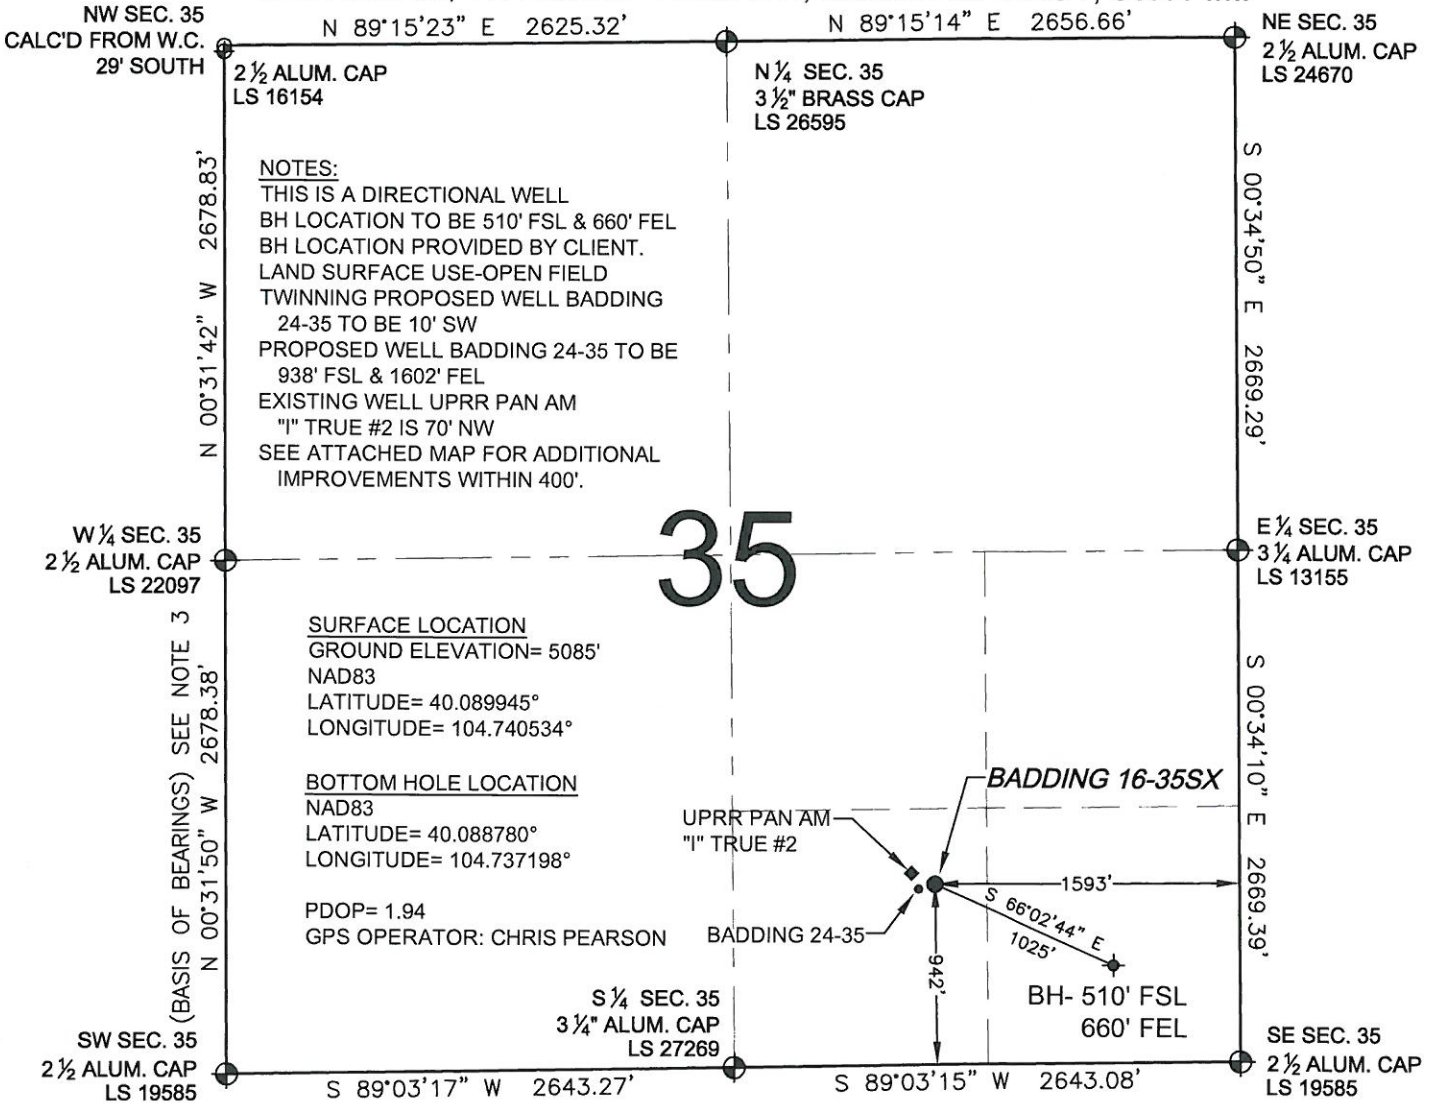 NW SEC. 35
CALC'D FROM W.C.
29' SOUTH
N 89°15'23" E 2625.32'
N 89°15'14" E 2656.66'
NE SEC. 35
2 ½ ALUM. CAP
LS 24670
2 ½ ALUM. CAP
LS 16154
N ¼ SEC. 35
3 ½" BRASS CAP
LS 26595
N 00°31'42" W 2678.83'
S 00°34'50" E 2669.29'
NOTES:
THIS IS A DIRECTIONAL WELL
BH LOCATION TO BE 510' FSL & 660' FEL
BH LOCATION PROVIDED BY CLIENT.
LAND SURFACE USE-OPEN FIELD
TWINNING PROPOSED WELL BADDING
24-35 TO BE 10' SW
PROPOSED WELL BADDING 24-35 TO BE
938' FSL & 1602' FEL
EXISTING WELL UPRR PAN AM
"I" TRUE #2 IS 70' NW
SEE ATTACHED MAP FOR ADDITIONAL
IMPROVEMENTS WITHIN 400'.
35
W ¼ SEC. 35
2 ½ ALUM. CAP
LS 22097
E ¼ SEC. 35
3 ¼ ALUM. CAP
LS 13155
(BASIS OF BEARINGS) SEE NOTE 3
N 00°31'50" W 2678.38'
S 00°34'10" E 2669.39'
SURFACE LOCATION
GROUND ELEVATION= 5085'
NAD83
LATITUDE= 40.089945°
LONGITUDE= 104.740534°
BOTTOM HOLE LOCATION
NAD83
LATITUDE= 40.088780°
LONGITUDE= 104.737198°
PDOP= 1.94
GPS OPERATOR: CHRIS PEARSON
BADDING 16-35SX
UPRR PAN AM
"I" TRUE #2
BADDING 24-35
1593'
S 66°02'44" E
1025'
942'
BH- 510' FSL
660' FEL
S ¼ SEC. 35
3 ¼" ALUM. CAP
LS 27269
SW SEC. 35
2 ½ ALUM. CAP
LS 19585
S 89°03'17" W 2643.27'
S 89°03'15" W 2643.08'
SE SEC. 35
2 ½ ALUM. CAP
LS 19585